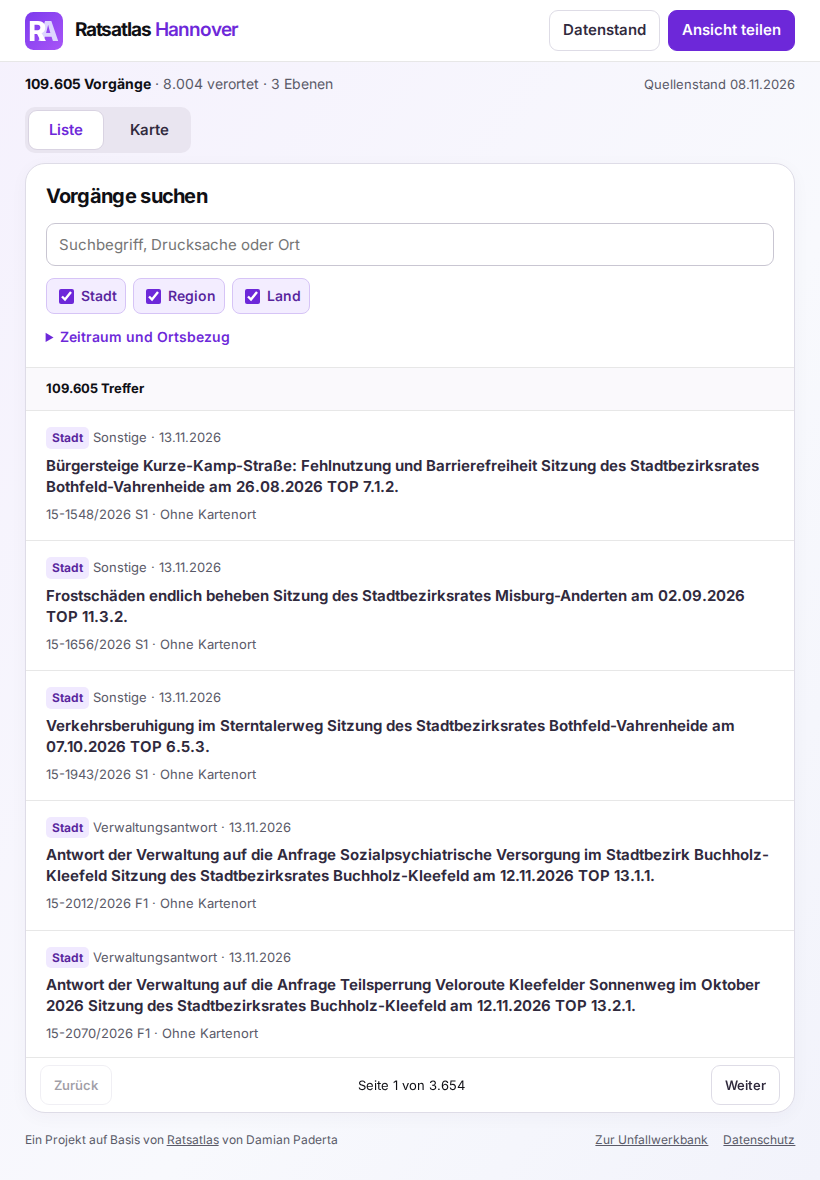 RA Ratsatlas Hannover
Datenstand
Ansicht teilen
109.605 Vorgänge · 8.004 verortet · 3 Ebenen
Quellenstand 08.11.2026
Liste
Karte
Vorgänge suchen
Suchbegriff, Drucksache oder Ort
Stadt
Region
Land
Zeitraum und Ortsbezug
109.605 Treffer
Stadt Sonstige · 13.11.2026
Bürgersteige Kurze-Kamp-Straße: Fehlnutzung und Barrierefreiheit Sitzung des Stadtbezirksrates
Bothfeld-Vahrenheide am 26.08.2026 TOP 7.1.2.
15-1548/2026 S1 · Ohne Kartenort
Stadt Sonstige · 13.11.2026
Frostschäden endlich beheben Sitzung des Stadtbezirksrates Misburg-Anderten am 02.09.2026
TOP 11.3.2.
15-1656/2026 S1 · Ohne Kartenort
Stadt Sonstige · 13.11.2026
Verkehrsberuhigung im Sterntalerweg Sitzung des Stadtbezirksrates Bothfeld-Vahrenheide am
07.10.2026 TOP 6.5.3.
15-1943/2026 S1 · Ohne Kartenort
Stadt Verwaltungsantwort · 13.11.2026
Antwort der Verwaltung auf die Anfrage Sozialpsychiatrische Versorgung im Stadtbezirk Buchholz-
Kleefeld Sitzung des Stadtbezirksrates Buchholz-Kleefeld am 12.11.2026 TOP 13.1.1.
15-2012/2026 F1 · Ohne Kartenort
Stadt Verwaltungsantwort · 13.11.2026
Antwort der Verwaltung auf die Anfrage Teilsperrung Veloroute Kleefelder Sonnenweg im Oktober
2026 Sitzung des Stadtbezirksrates Buchholz-Kleefeld am 12.11.2026 TOP 13.2.1.
15-2070/2026 F1 · Ohne Kartenort
Zurück
Seite 1 von 3.654
Weiter
Ein Projekt auf Basis von Ratsatlas von Damian Paderta
Zur Unfallwerkbank
Datenschutz